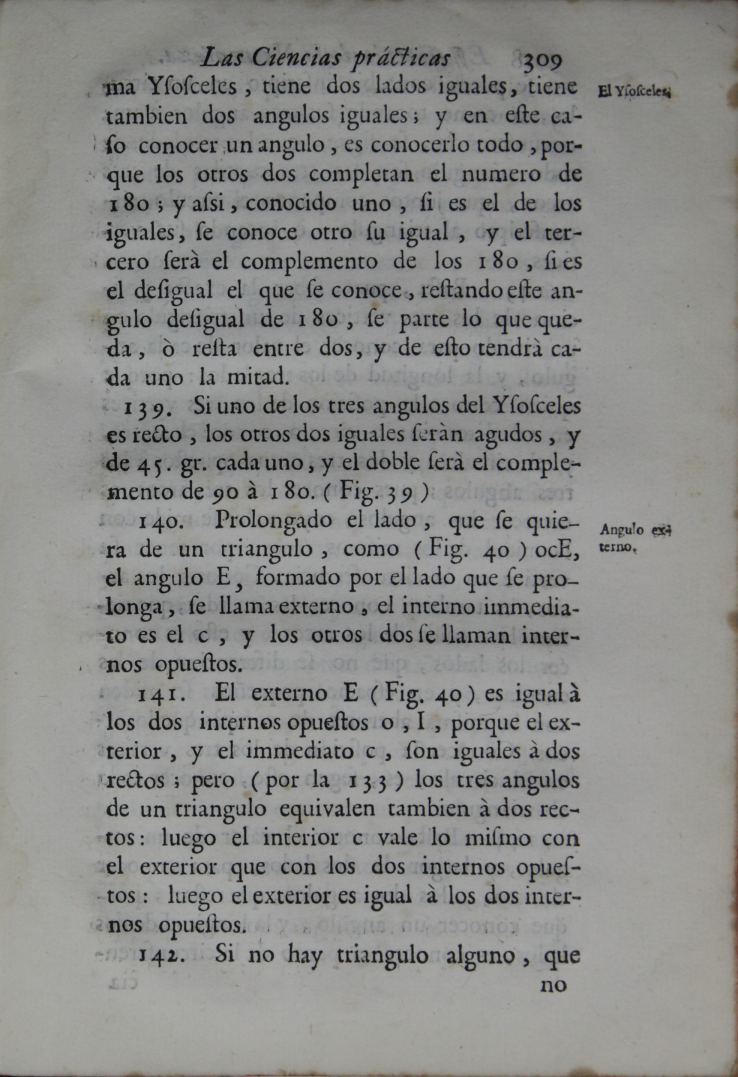 Las Ciencias práćticas 309
ma Yſoſceles, tiene dos lados iguales, tiene
El Yſoſceles.
tambien dos angulos iguales; y en eſte ca-
ſo conocer un angulo, es conocerlo todo, por-
que los otros dos completan el numero de
180; y aſsi, conocido uno, ſi es el de los
iguales, ſe conoce otro ſu igual, y el ter-
cero ſerà el complemento de los 180, ſi es
el deſigual el que ſe conoce, reſtando eſte an-
gulo deſigual de 180, ſe parte lo que que-
da, ò reſta entre dos, y de eſto tendrà ca-
da uno la mitad.
139. Si uno de los tres angulos del Yſoſceles
es recto, los otros dos iguales ſeràn agudos, y
de 45. gr. cada uno, y el doble ſerà el comple-
mento de 90 à 180. (Fig. 39)
140. Prolongado el lado, que ſe quie-
Angulo ex-
ra de un triangulo, como (Fig. 40) ocE,
terno.
el angulo E, formado por el lado que ſe pro-
longa, ſe llama externo, el interno immedia-
to es el c, y los otros dos ſe llaman inter-
nos opueſtos.
141. El externo E (Fig. 40) es igual à
los dos internos opueſtos o, I, porque el ex-
terior, y el immediato c, ſon iguales à dos
rectos; pero (por la 133) los tres angulos
de un triangulo equivalen tambien à dos rec-
tos: luego el interior c vale lo miſmo con
el exterior que con los dos internos opueſ-
tos: luego el exterior es igual à los dos inter-
nos opueſtos.
142. Si no hay triangulo alguno, que
no